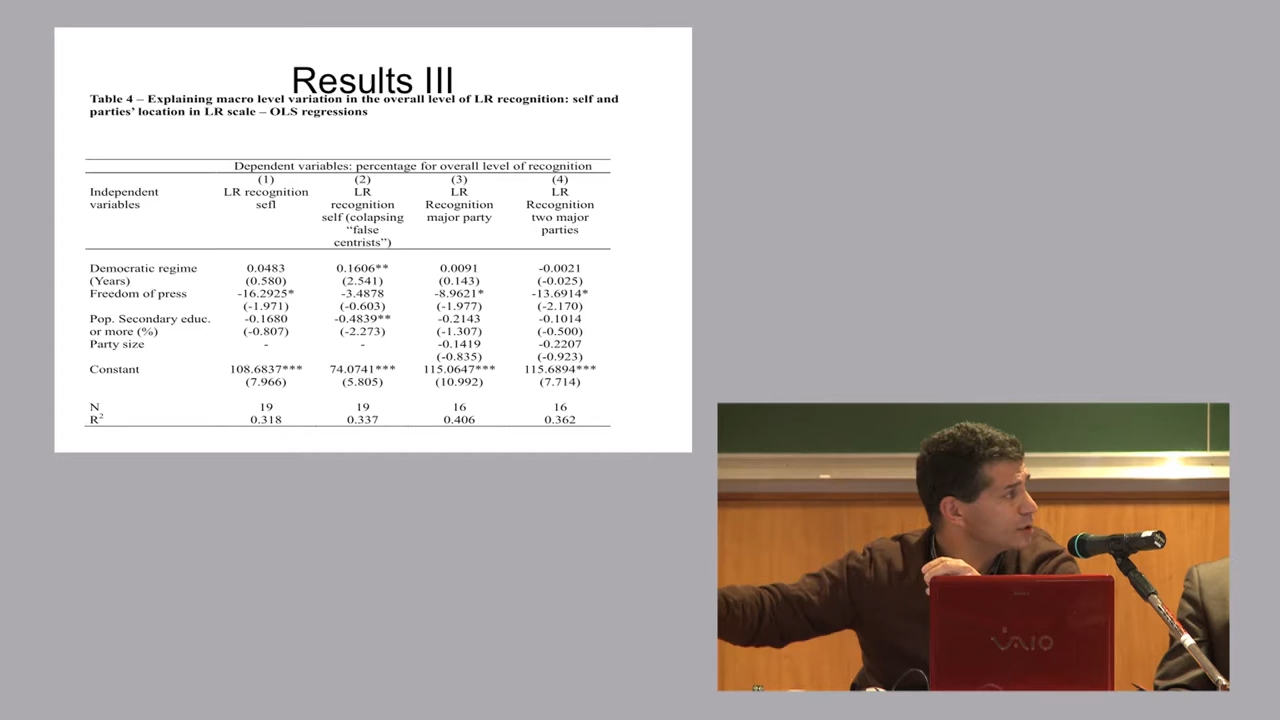 Results III
Table 4 – Explaining macro level variation in the overall level of LR recognition: self and
parties' location in LR scale – OLS regressions
Dependent variables: percentage for overall level of recognition
(1) (2) (3) (4)
Independent LR recognition LR LR LR
variables sefl recognition Recognition Recognition
self (colapsing major party two major
"false parties
centrists")
Democratic regime 0.0483 0.1606** 0.0091 -0.0021
(Years) (0.580) (2.541) (0.143) (-0.025)
Freedom of press -16.2925* -3.4878 -8.9621* -13.6914*
(-1.971) (-0.603) (-1.977) (-2.170)
Pop. Secondary educ. -0.1680 -0.4839** -0.2143 -0.1014
or more (%) (-0.807) (-2.273) (-1.307) (-0.500)
Party size - - -0.1419 -0.2207
(-0.835) (-0.923)
Constant 108.6837*** 74.0741*** 115.0647*** 115.6894***
(7.966) (5.805) (10.992) (7.714)
N 19 19 16 16
R² 0.318 0.337 0.406 0.362
VAIO